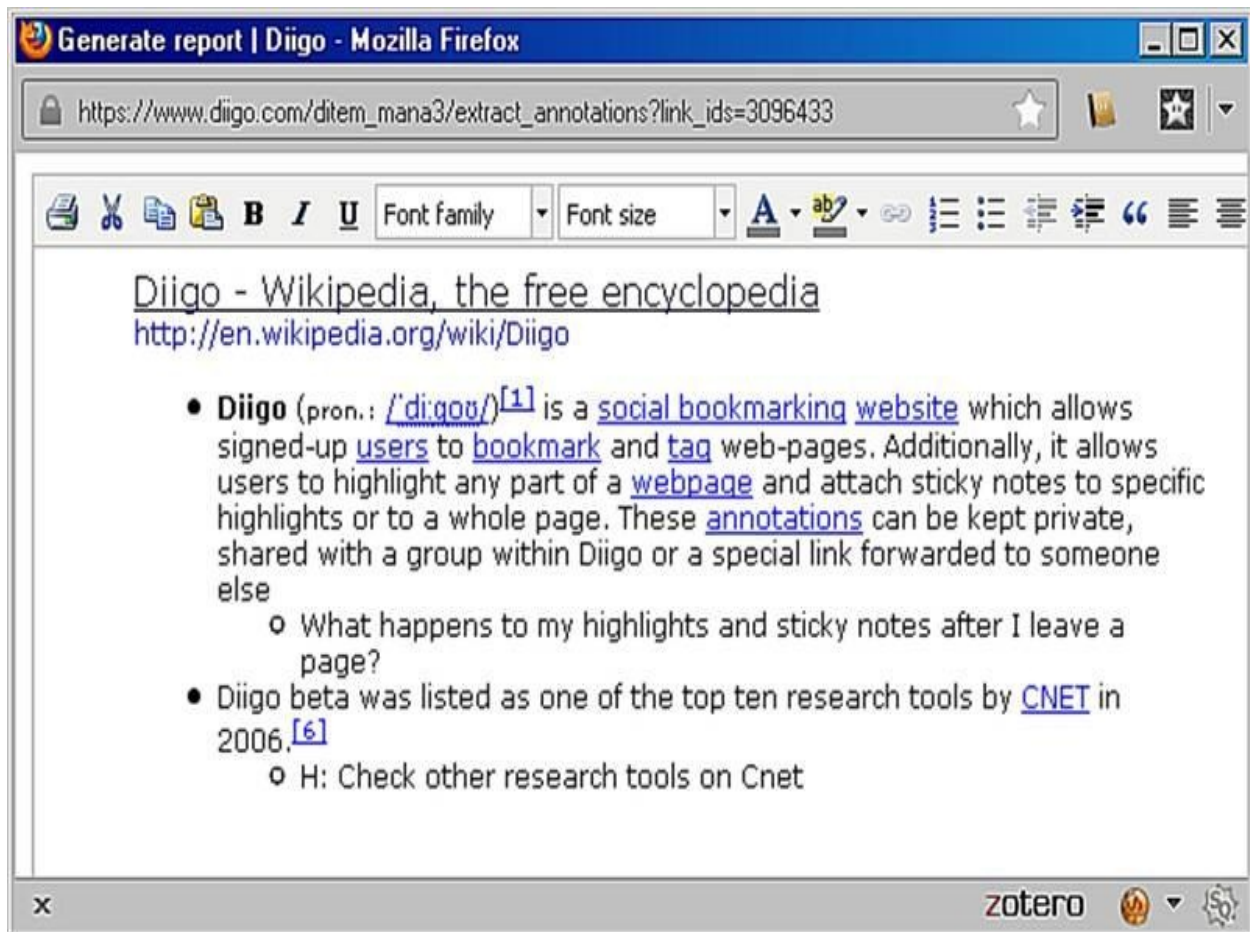 Generate report | Diigo - Mozilla Firefox
https://www.diigo.com/ditem_mana3/extract_annotations?link_ids=3096433
B I U Font family Font size A ab
Diigo - Wikipedia, the free encyclopedia
http://en.wikipedia.org/wiki/Diigo
• Diigo (pron.: /ˈdiːɡoʊ/)[1] is a social bookmarking website which allows
signed-up users to bookmark and tag web-pages. Additionally, it allows
users to highlight any part of a webpage and attach sticky notes to specific
highlights or to a whole page. These annotations can be kept private,
shared with a group within Diigo or a special link forwarded to someone
else
o What happens to my highlights and sticky notes after I leave a
page?
• Diigo beta was listed as one of the top ten research tools by CNET in
2006.[6]
o H: Check other research tools on Cnet
x zotero